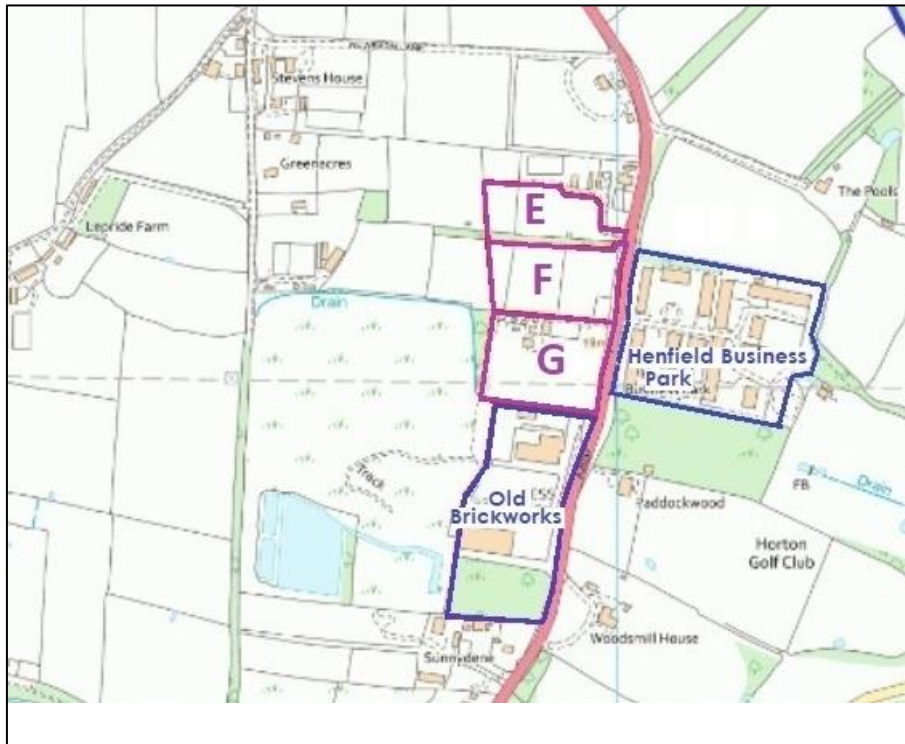 Stevens House
Greenacres
E
The Pools
Lepride Farm
F
Drain
G
Henfield Business
Park
Track
Old
Brickworks
ESS
Paddockwood
FB
Drain
Horton
Golf Club
Woodsmill House
Sunnydene